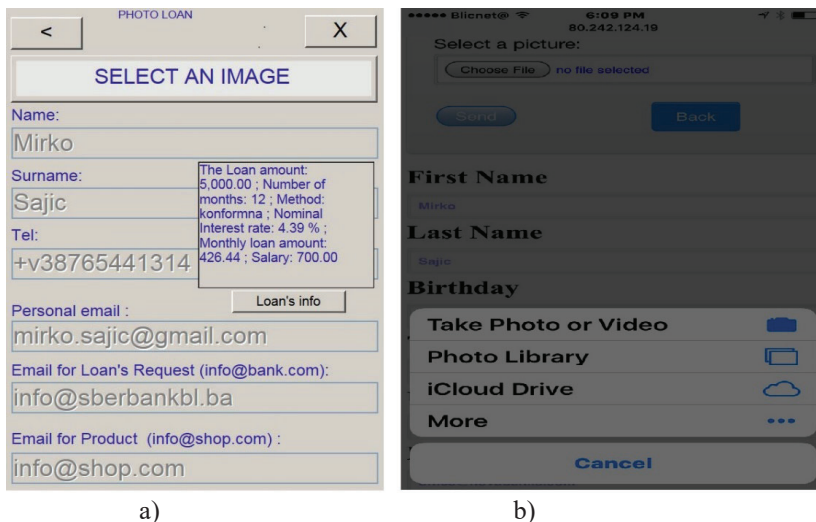 PHOTO LOAN
<
X
SELECT AN IMAGE
Name:
Mirko
Surname:
Sajic
The Loan amount:
5,000.00 ; Number of
months: 12 ; Method:
konformna ; Nominal
Interest rate: 4.39 % ;
Monthly loan amount:
426.44 ; Salary: 700.00
Tel:
+v38765441314
Loan's info
Personal email :
mirko.sajic@gmail.com
Email for Loan's Request (info@bank.com):
info@sberbankbl.ba
Email for Product (info@shop.com) :
info@shop.com
a)
Blicnet@ 6:09 PM
80.242.124.19
Select a picture:
Choose File no file selected
Send Back
First Name
Mirko
Last Name
Sajic
Birthday
Take Photo or Video
Photo Library
iCloud Drive
More
Cancel
b)